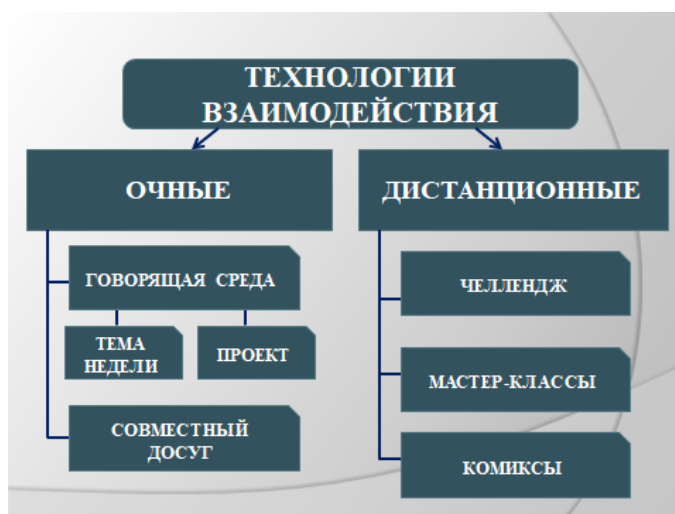 ТЕХНОЛОГИИ
ВЗАИМОДЕЙСТВИЯ
ОЧНЫЕ
ГОВОРЯЩАЯ СРЕДА
ТЕМА
НЕДЕЛИ
ПРОЕКТ
СОВМЕСТНЫЙ
ДОСУГ
ДИСТАНЦИОННЫЕ
ЧЕЛЛЕНДЖ
МАСТЕР-КЛАССЫ
КОМИКСЫ